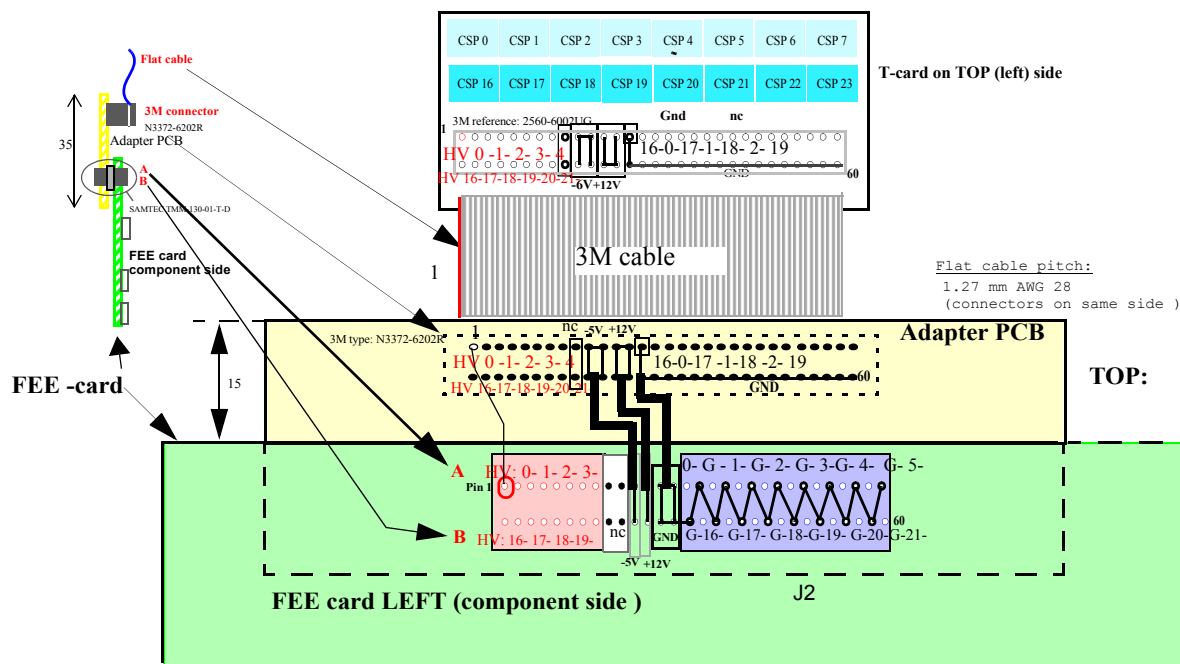 CSP 0 CSP 1 CSP 2 CSP 3 CSP 4 CSP 5 CSP 6 CSP 7
CSP 16 CSP 17 CSP 18 CSP 19 CSP 20 CSP 21 CSP 22 CSP 23
T-card on TOP (left) side
Flat cable
3M connector
N3372-6202R
Adapter PCB
35
A
B
SAMTEC TMM-130-01-T-D
FEE card
component side
3M reference: 2560-6002UG
Gnd nc
1
HV 0 -1- 2- 3- 4
16-0-17-1-18- 2- 19
HV 16-17-18-19-20-21-
GND
60
-6V +12V
3M cable
1
Flat cable pitch:
1.27 mm AWG 28
(connectors on same side )
Adapter PCB
3M type: N3372-6202R
1
nc -5V +12V
HV 0 -1- 2- 3- 4
16-0-17 -1-18- 2- 19
HV 16-17-18-19-20-21
GND
60
TOP:
15
FEE -card
A
HV: 0- 1- 2- 3-
0- G - 1- G- 2- G- 3-G- 4- G- 5-
Pin 1
60
B
HV: 16- 17- 18-19-
nc
GND
G-16- G-17- G-18-G-19- G-20-G-21-
-5V +12V
J2
FEE card LEFT (component side )